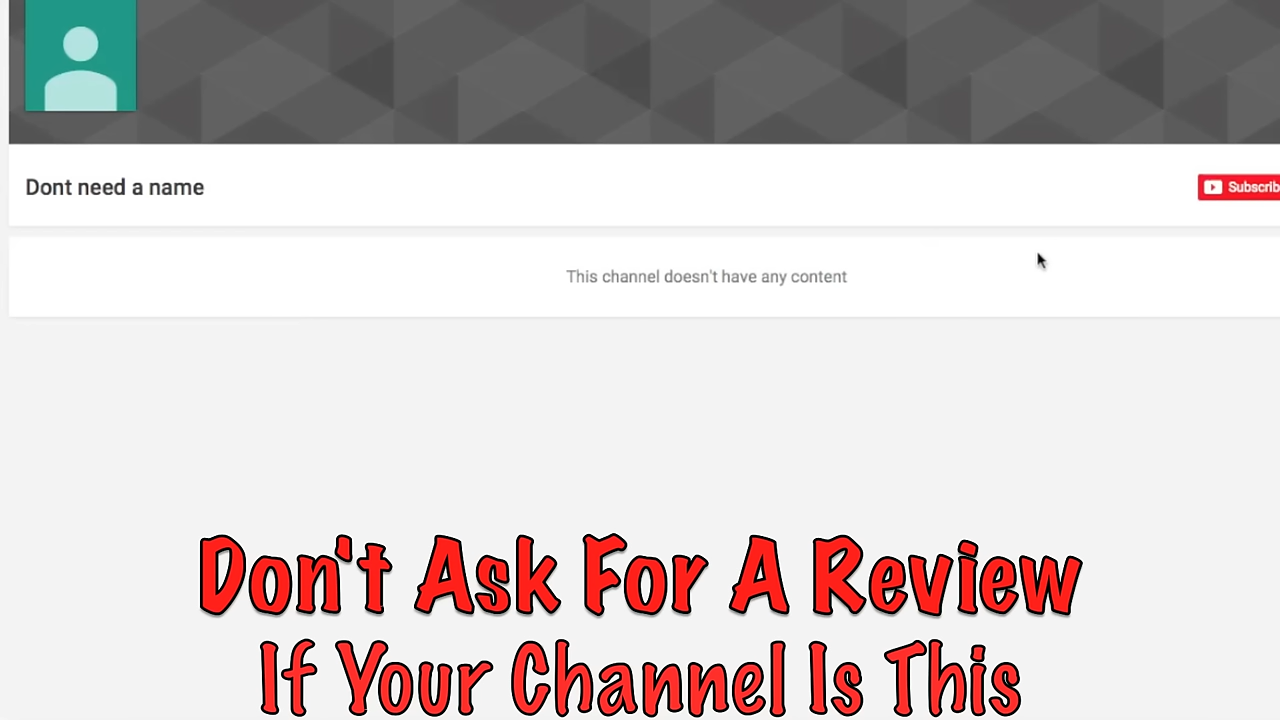 Dont need a name
Subscrib
This channel doesn't have any content
Don't Ask For A Review
If Your Channel Is This